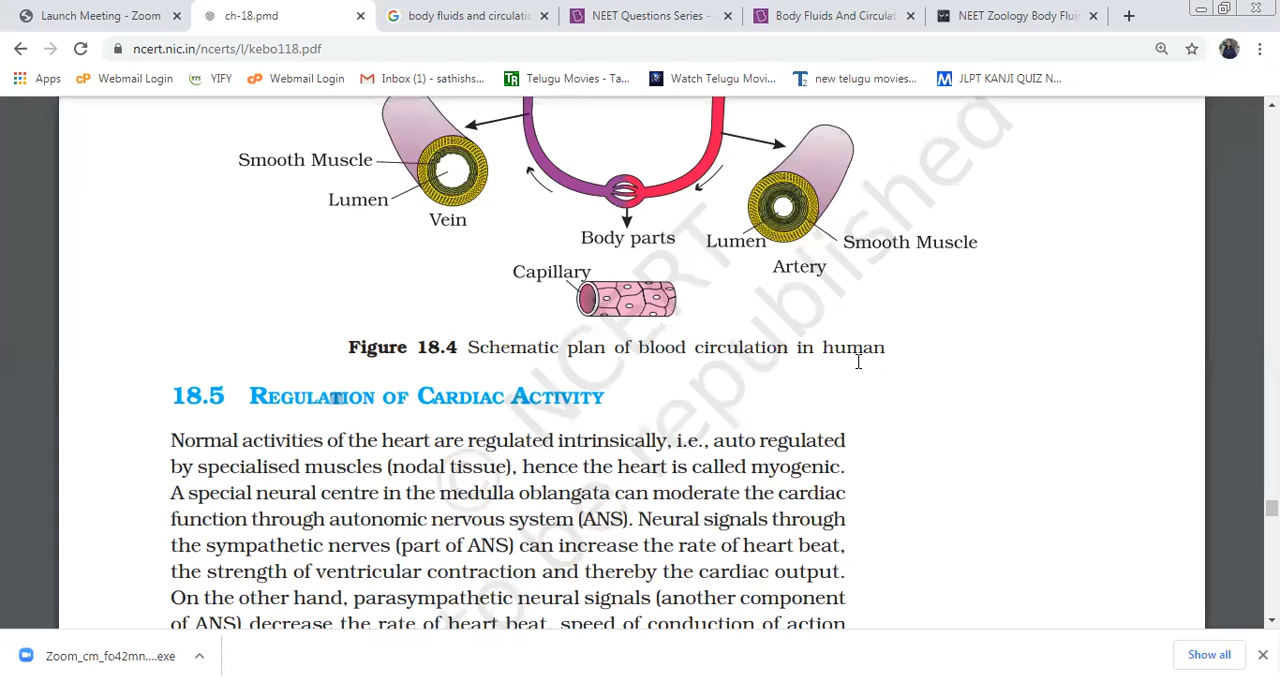 Launch Meeting - Zoom
ch-18.pmd
body fluids and circulatic
NEET Questions Series -
Body Fluids And Circulat
NEET Zoology Body Flui
ncert.nic.in/ncerts/l/kebo118.pdf
Apps
Webmail Login
YIFY
Webmail Login
Inbox (1) - sathishs...
Telugu Movies - Ta...
Watch Telugu Movi...
new telugu movies...
JLPT KANJI QUIZ N...
Smooth Muscle
Lumen
Vein
Body parts
Lumen
Smooth Muscle
Artery
Capillary
Figure 18.4 Schematic plan of blood circulation in human
18.5 REGULATION OF CARDIAC ACTIVITY
Normal activities of the heart are regulated intrinsically, i.e., auto regulated
by specialised muscles (nodal tissue), hence the heart is called myogenic.
A special neural centre in the medulla oblangata can moderate the cardiac
function through autonomic nervous system (ANS). Neural signals through
the sympathetic nerves (part of ANS) can increase the rate of heart beat,
the strength of ventricular contraction and thereby the cardiac output.
On the other hand, parasympathetic neural signals (another component
of ANS) decrease the rate of heart beat, speed of conduction of action
© NCERT
to be republished
Zoom_cm_fo42mn....exe
Show all